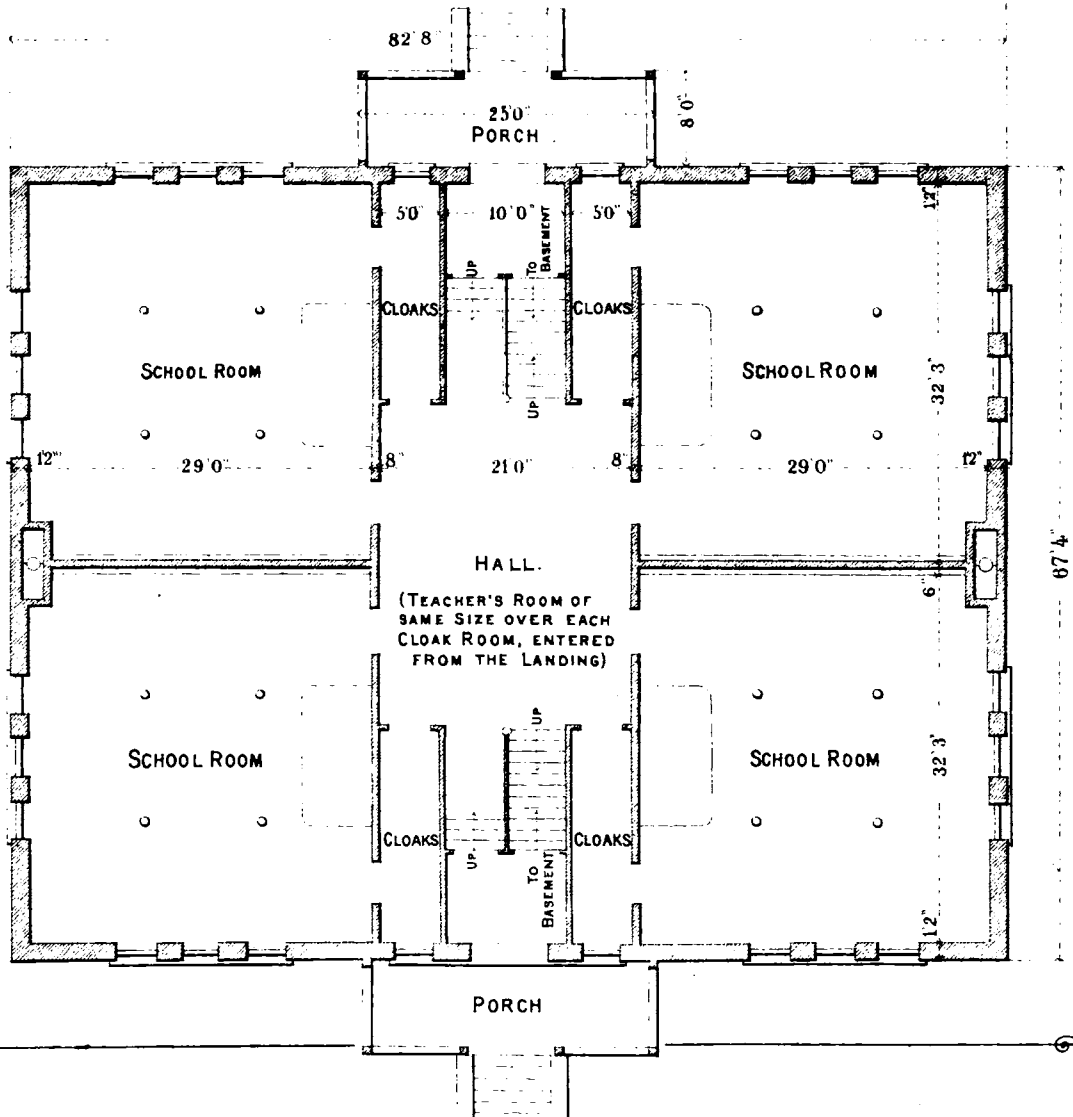 82'8"
25'0"
PORCH.
8'0"
5'0"
10'0"
5'0"
12"
UP
TO
BASEMENT
CLOAKS
CLOAKS
SCHOOL ROOM
SCHOOL ROOM
32'3"
UP
12"
29'0"
8"
21'0"
8"
29'0"
12"
HALL.
67'4"
6"
(TEACHER'S ROOM OF
SAME SIZE OVER EACH
CLOAK ROOM, ENTERED
FROM THE LANDING)
UP
SCHOOL ROOM
SCHOOL ROOM
32'3"
CLOAKS
CLOAKS
UP.
TO
BASEMENT
12"
PORCH